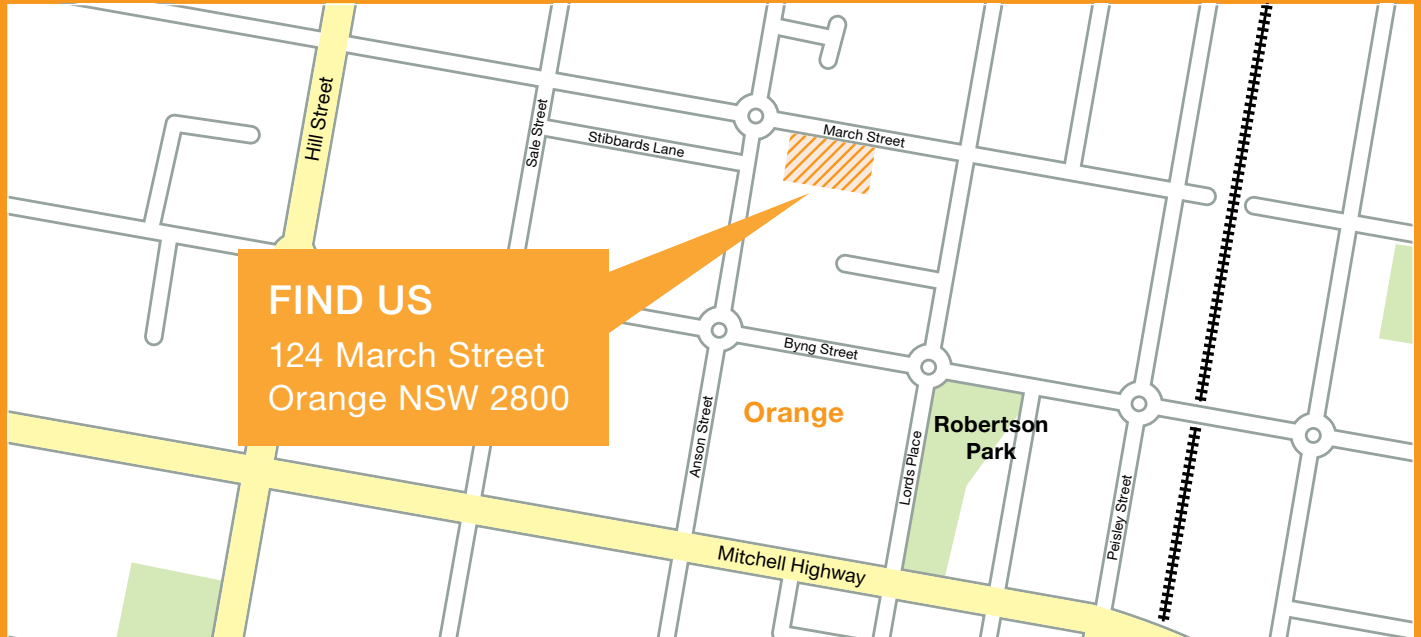 Hill Street
Sale Street
Stibbards Lane
March Street
FIND US
124 March Street
Orange NSW 2800
Byng Street
Anson Street
Orange
Lords Place
Robertson
Park
Peisley Street
Mitchell Highway